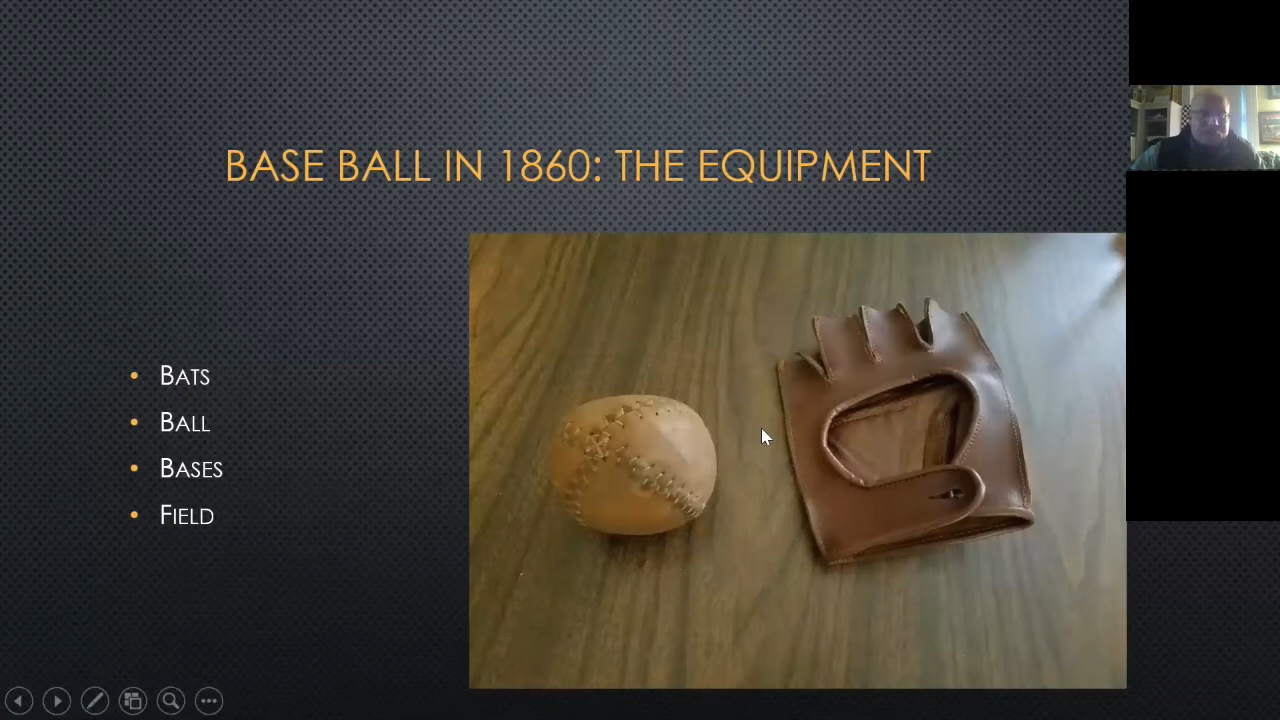 BASE BALL IN 1860: THE EQUIPMENT
• BATS
• BALL
• BASES
• FIELD